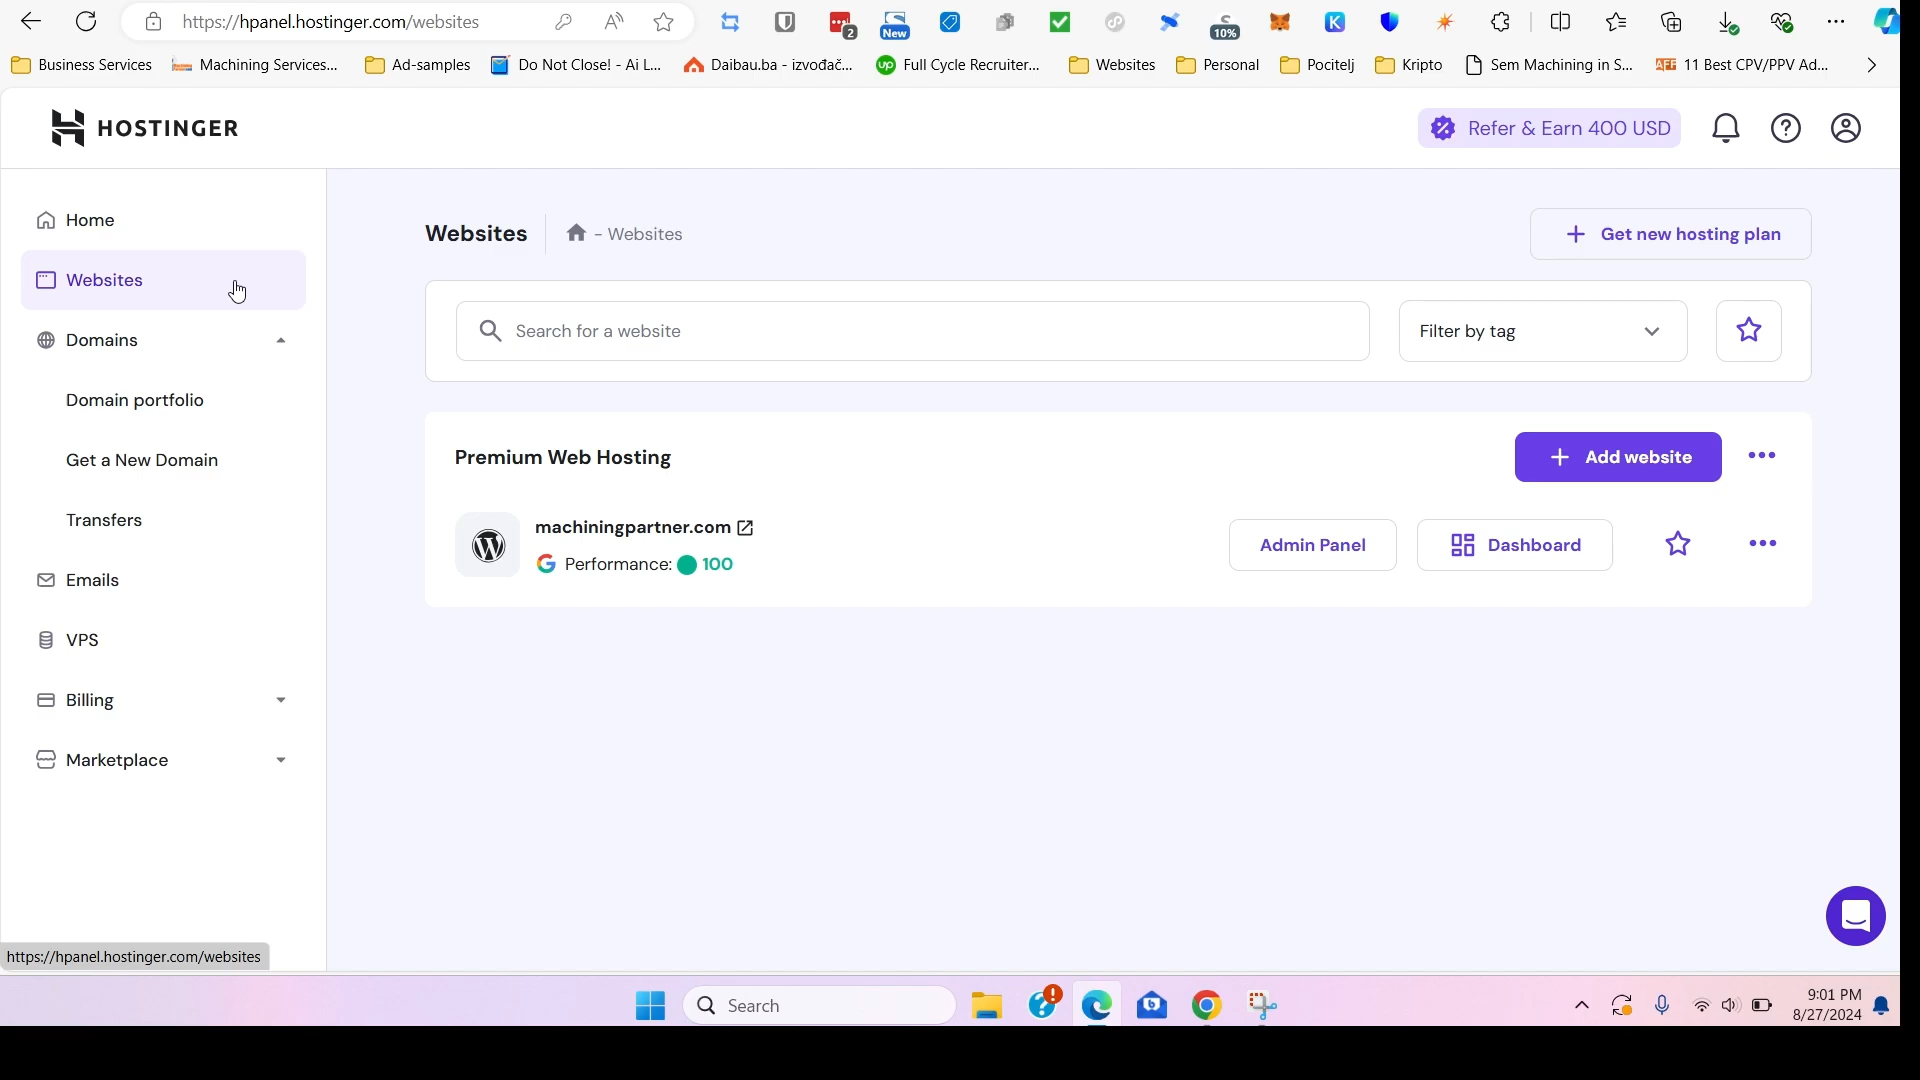 https://hpanel.hostinger.com/websites
2
New
10%
Business Services
Machining Services...
Ad-samples
Do Not Close! - Ai L...
Daibau.ba - izvođač...
up Full Cycle Recruiter...
Websites
Personal
Pocitelj
Kripto
Sem Machining in S...
AFF 11 Best CPV/PPV Ad...
HOSTINGER
Refer & Earn 400 USD
Home
Websites
Domains
Domain portfolio
Get a New Domain
Transfers
Emails
VPS
Billing
Marketplace
Websites
- Websites
+ Get new hosting plan
Search for a website
Filter by tag
Premium Web Hosting
+ Add website
machiningpartner.com
Performance: 100
Admin Panel
Dashboard
https://hpanel.hostinger.com/websites
Search
9:01 PM
8/27/2024